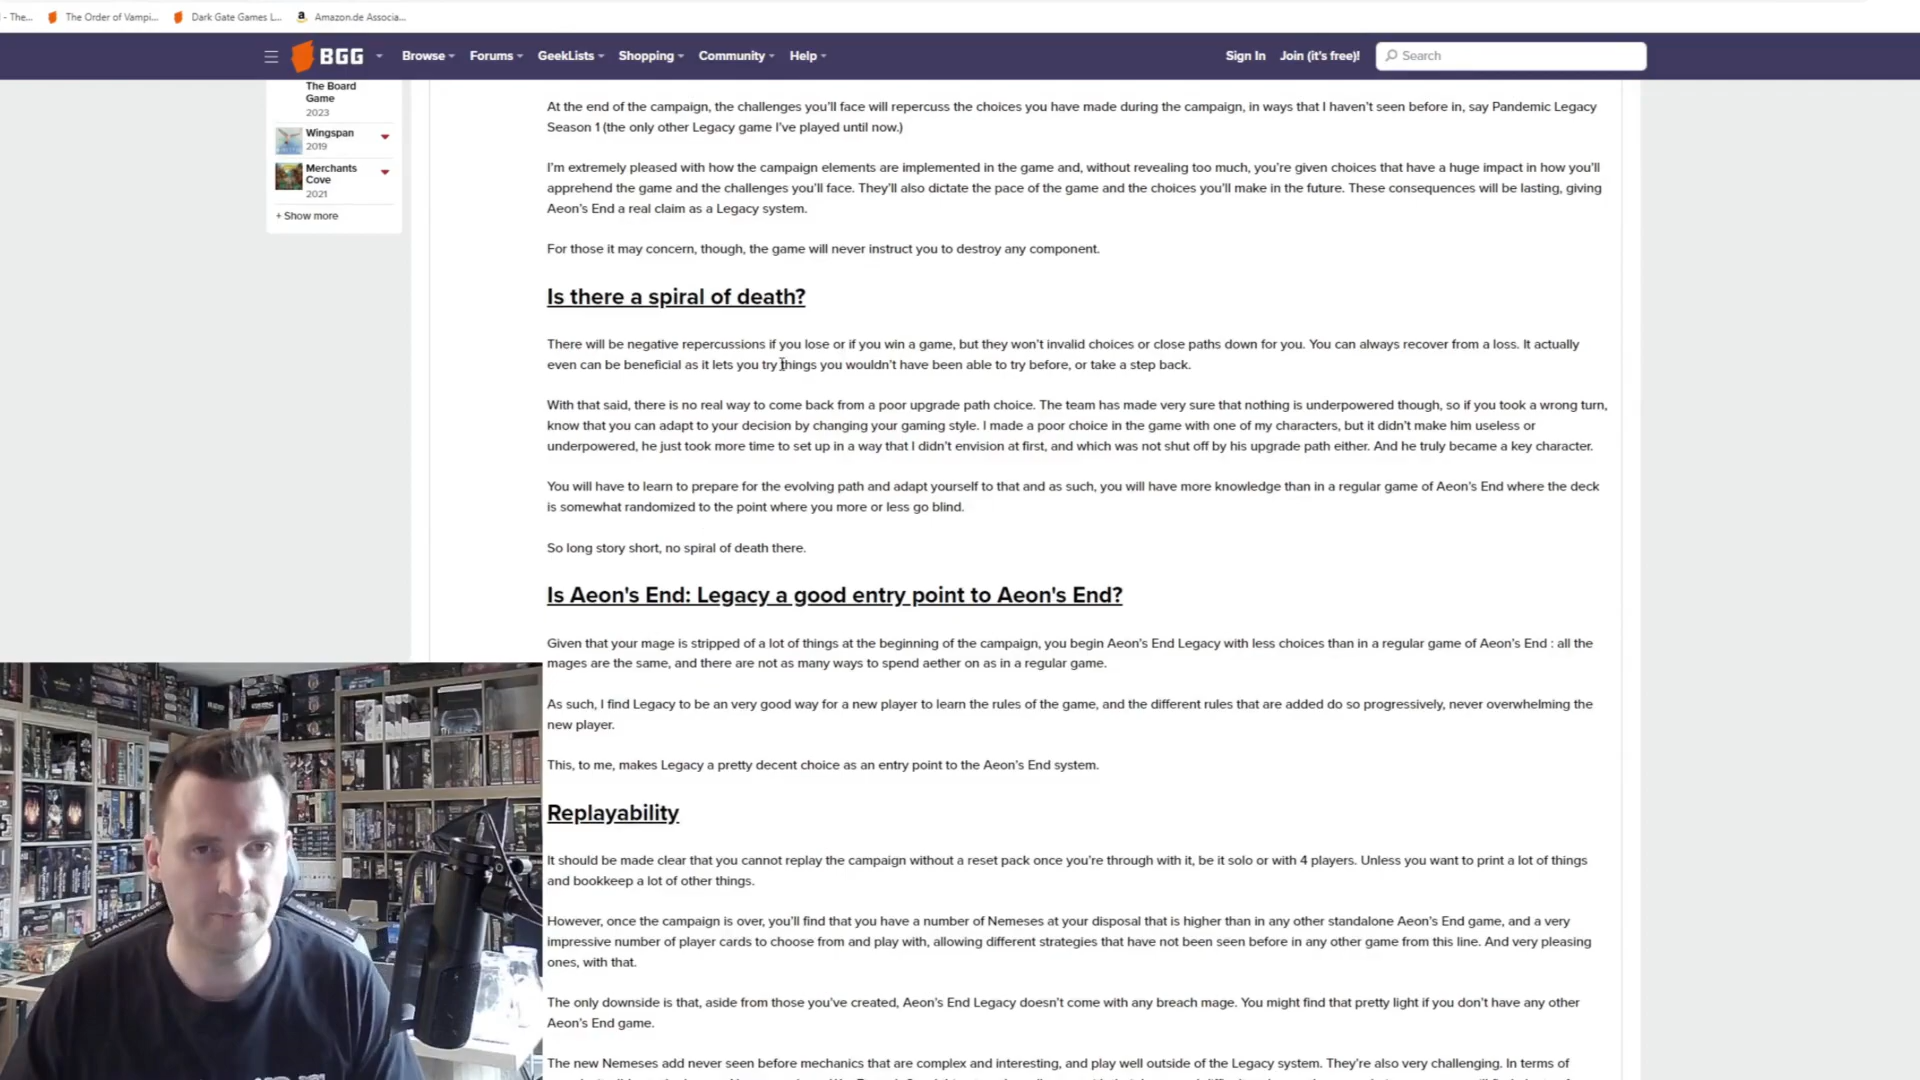 - The...
The Order of Vampi...
Dark Gate Games L...
Amazon.de Associa...
BGG
Browse
Forums
GeekLists
Shopping
Community
Help
Sign In
Join (it's free!)
Search
The Board
Game
2023
Wingspan
2019
Merchants
Cove
2021
+ Show more
At the end of the campaign, the challenges you'll face will repercuss the choices you have made during the campaign, in ways that I haven't seen before in, say Pandemic Legacy
Season 1 (the only other Legacy game I've played until now.)
I'm extremely pleased with how the campaign elements are implemented in the game and, without revealing too much, you're given choices that have a huge impact in how you'll
apprehend the game and the challenges you'll face. They'll also dictate the pace of the game and the choices you'll make in the future. These consequences will be lasting, giving
Aeon's End a real claim as a Legacy system.
For those it may concern, though, the game will never instruct you to destroy any component.
Is there a spiral of death?
There will be negative repercussions if you lose or if you win a game, but they won't invalid choices or close paths down for you. You can always recover from a loss. It actually
even can be beneficial as it lets you try things you wouldn't have been able to try before, or take a step back.
With that said, there is no real way to come back from a poor upgrade path choice. The team has made very sure that nothing is underpowered though, so if you took a wrong turn,
know that you can adapt to your decision by changing your gaming style. I made a poor choice in the game with one of my characters, but it didn't make him useless or
underpowered, he just took more time to set up in a way that I didn't envision at first, and which was not shut off by his upgrade path either. And he truly became a key character.
You will have to learn to prepare for the evolving path and adapt yourself to that and as such, you will have more knowledge than in a regular game of Aeon's End where the deck
is somewhat randomized to the point where you more or less go blind.
So long story short, no spiral of death there.
Is Aeon's End: Legacy a good entry point to Aeon's End?
Given that your mage is stripped of a lot of things at the beginning of the campaign, you begin Aeon's End Legacy with less choices than in a regular game of Aeon's End : all the
mages are the same, and there are not as many ways to spend aether on as in a regular game.
As such, I find Legacy to be an very good way for a new player to learn the rules of the game, and the different rules that are added do so progressively, never overwhelming the
new player.
This, to me, makes Legacy a pretty decent choice as an entry point to the Aeon's End system.
Replayability
It should be made clear that you cannot replay the campaign without a reset pack once you're through with it, be it solo or with 4 players. Unless you want to print a lot of things
and bookkeep a lot of other things.
However, once the campaign is over, you'll find that you have a number of Nemeses at your disposal that is higher than in any other standalone Aeon's End game, and a very
impressive number of player cards to choose from and play with, allowing different strategies that have not been seen before in any other game from this line. And very pleasing
ones, with that.
The only downside is that, aside from those you've created, Aeon's End Legacy doesn't come with any breach mage. You might find that pretty light if you don't have any other
Aeon's End game.
The new Nemeses add never seen before mechanics that are complex and interesting, and play well outside of the Legacy system. They're also very challenging. In terms of